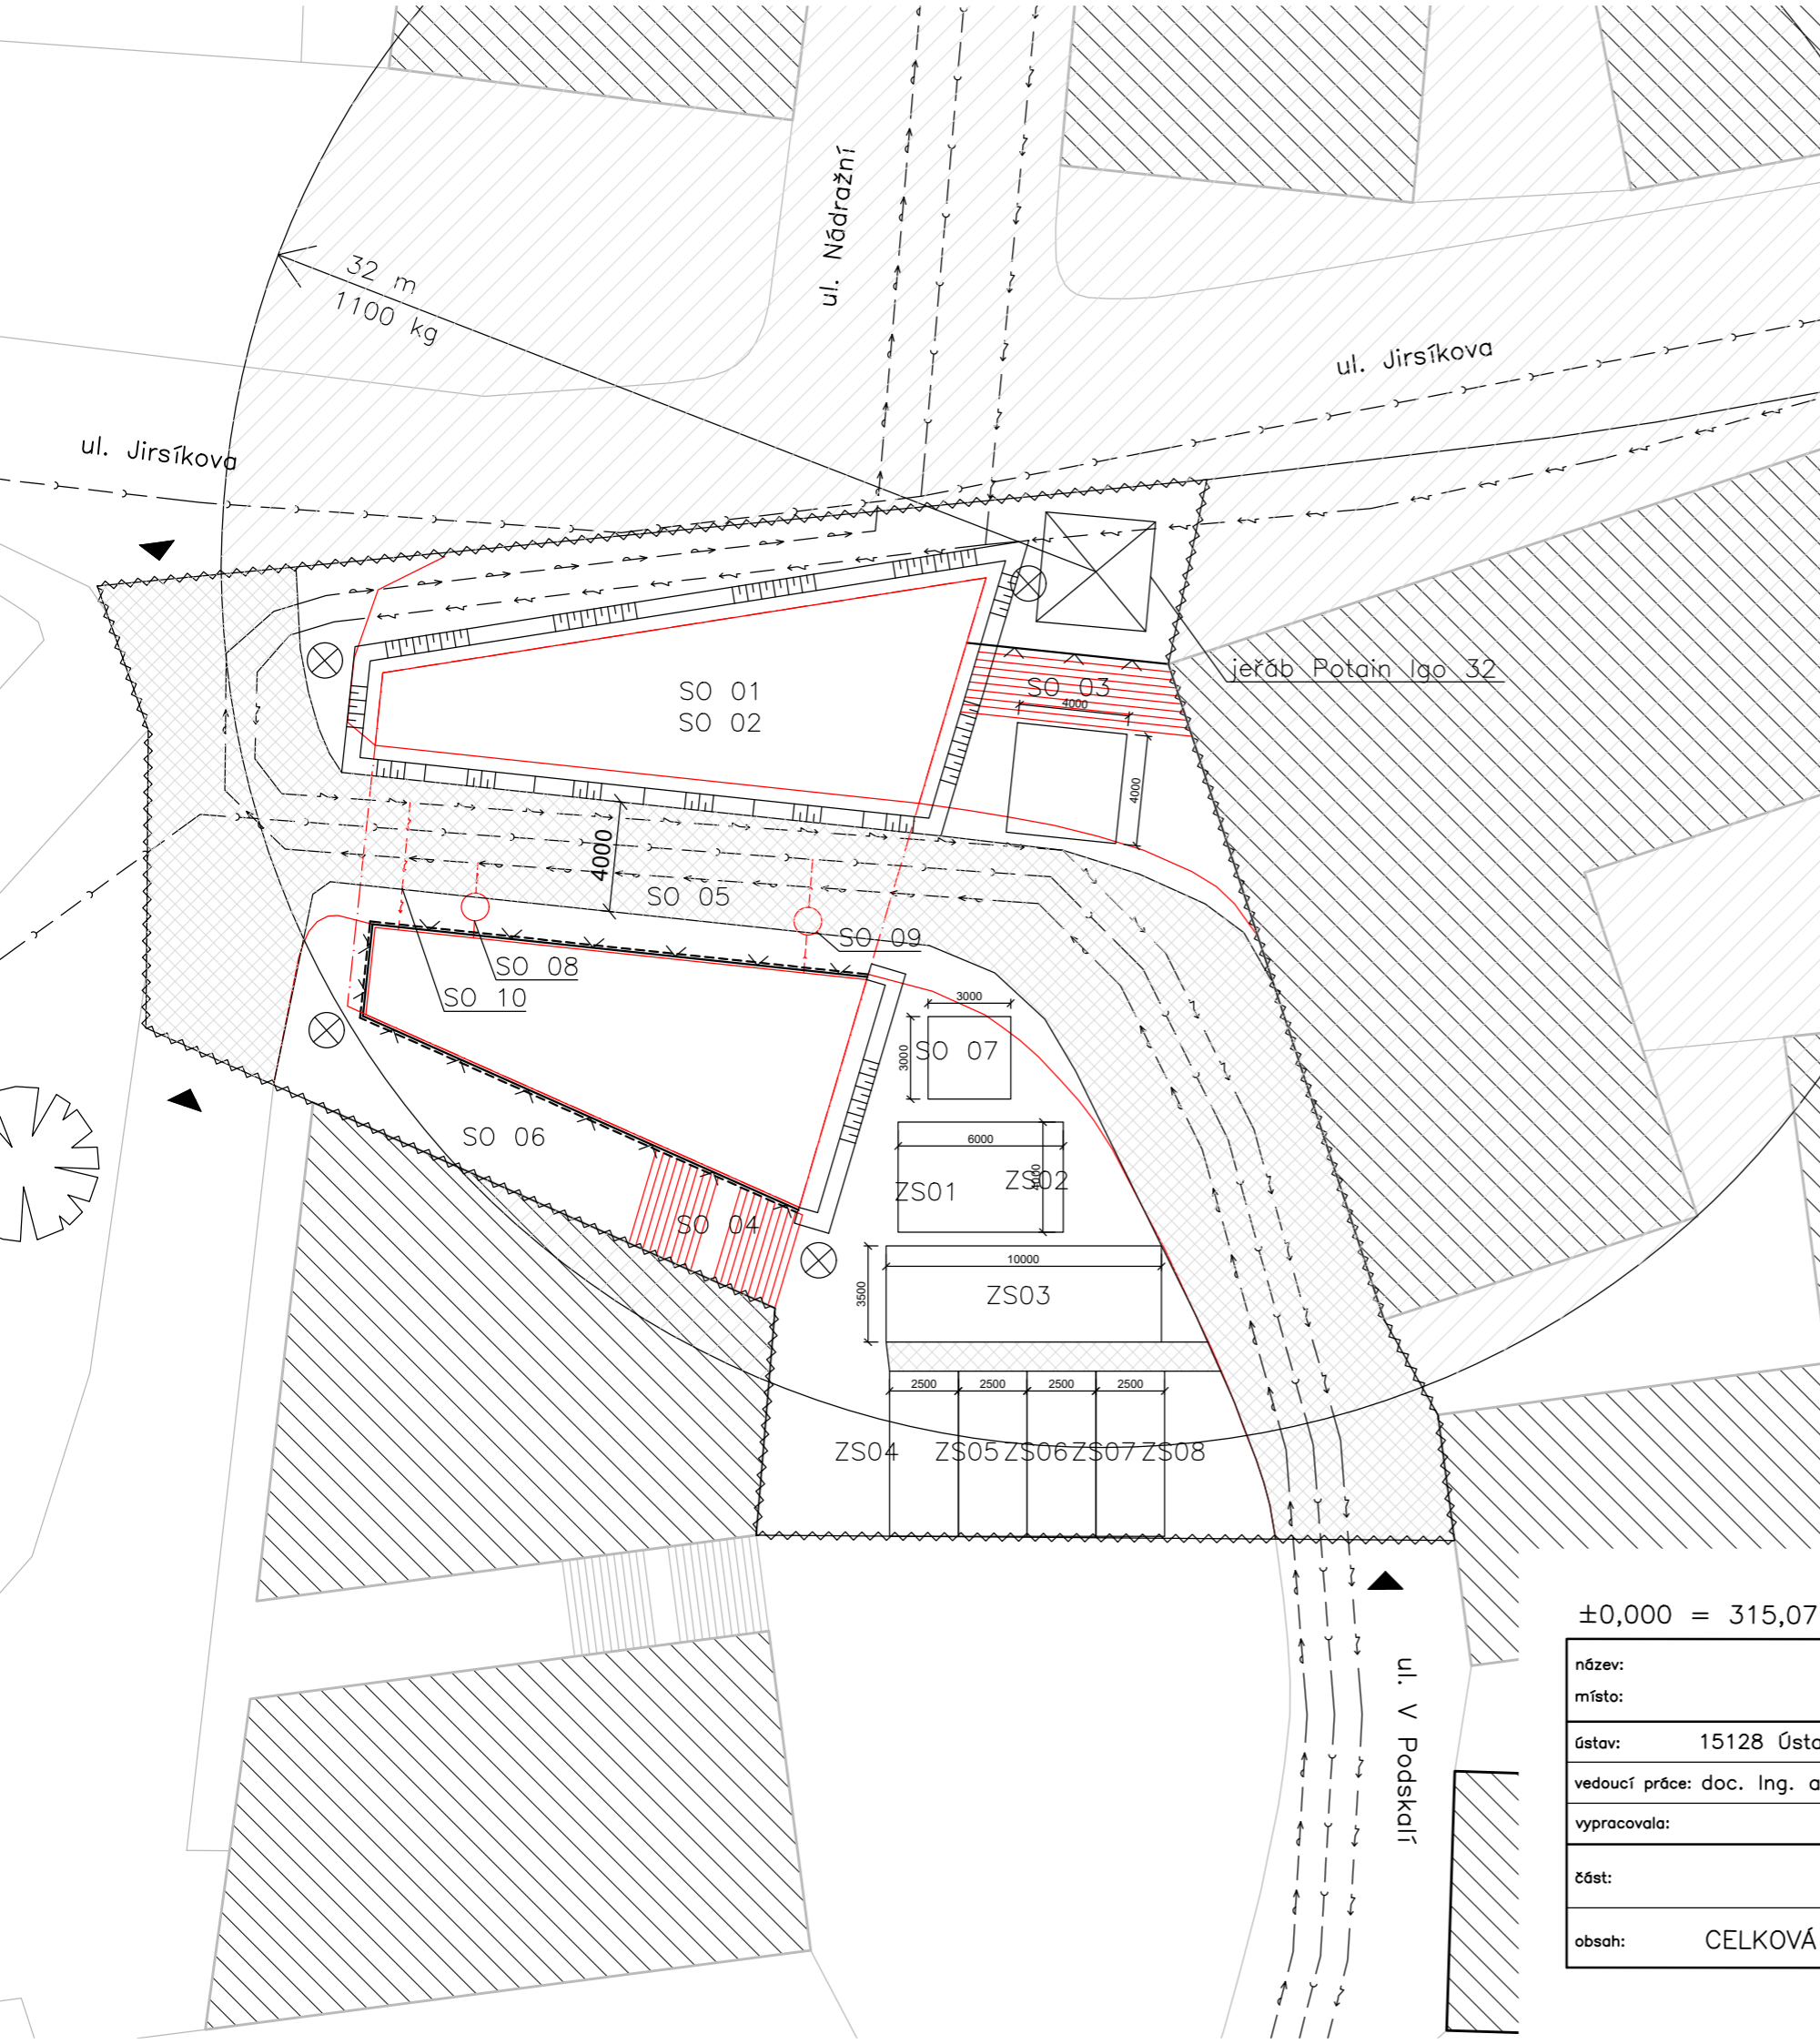 32 m
1100 kg
ul. Nádražní
ul. Jirsíkova
ul. Jirsíkova
jeřáb Potain Igo 32
SO 01
SO 02
SO 03
4000
4000
4000
SO 05
SO 09
SO 08
SO 10
3000
3000
SO 07
SO 06
6000
ZS01
ZS02
SO 04
10000
3500
ZS03
2500
2500
2500
2500
ZS04
ZS05
ZS06
ZS07
ZS08
ul. V Podskalí
±0,000 = 315,07
název:
místo:
ústav: 15128 Ústa
vedoucí práce: doc. Ing. a
vypracovala:
část:
obsah: CELKOVÁ